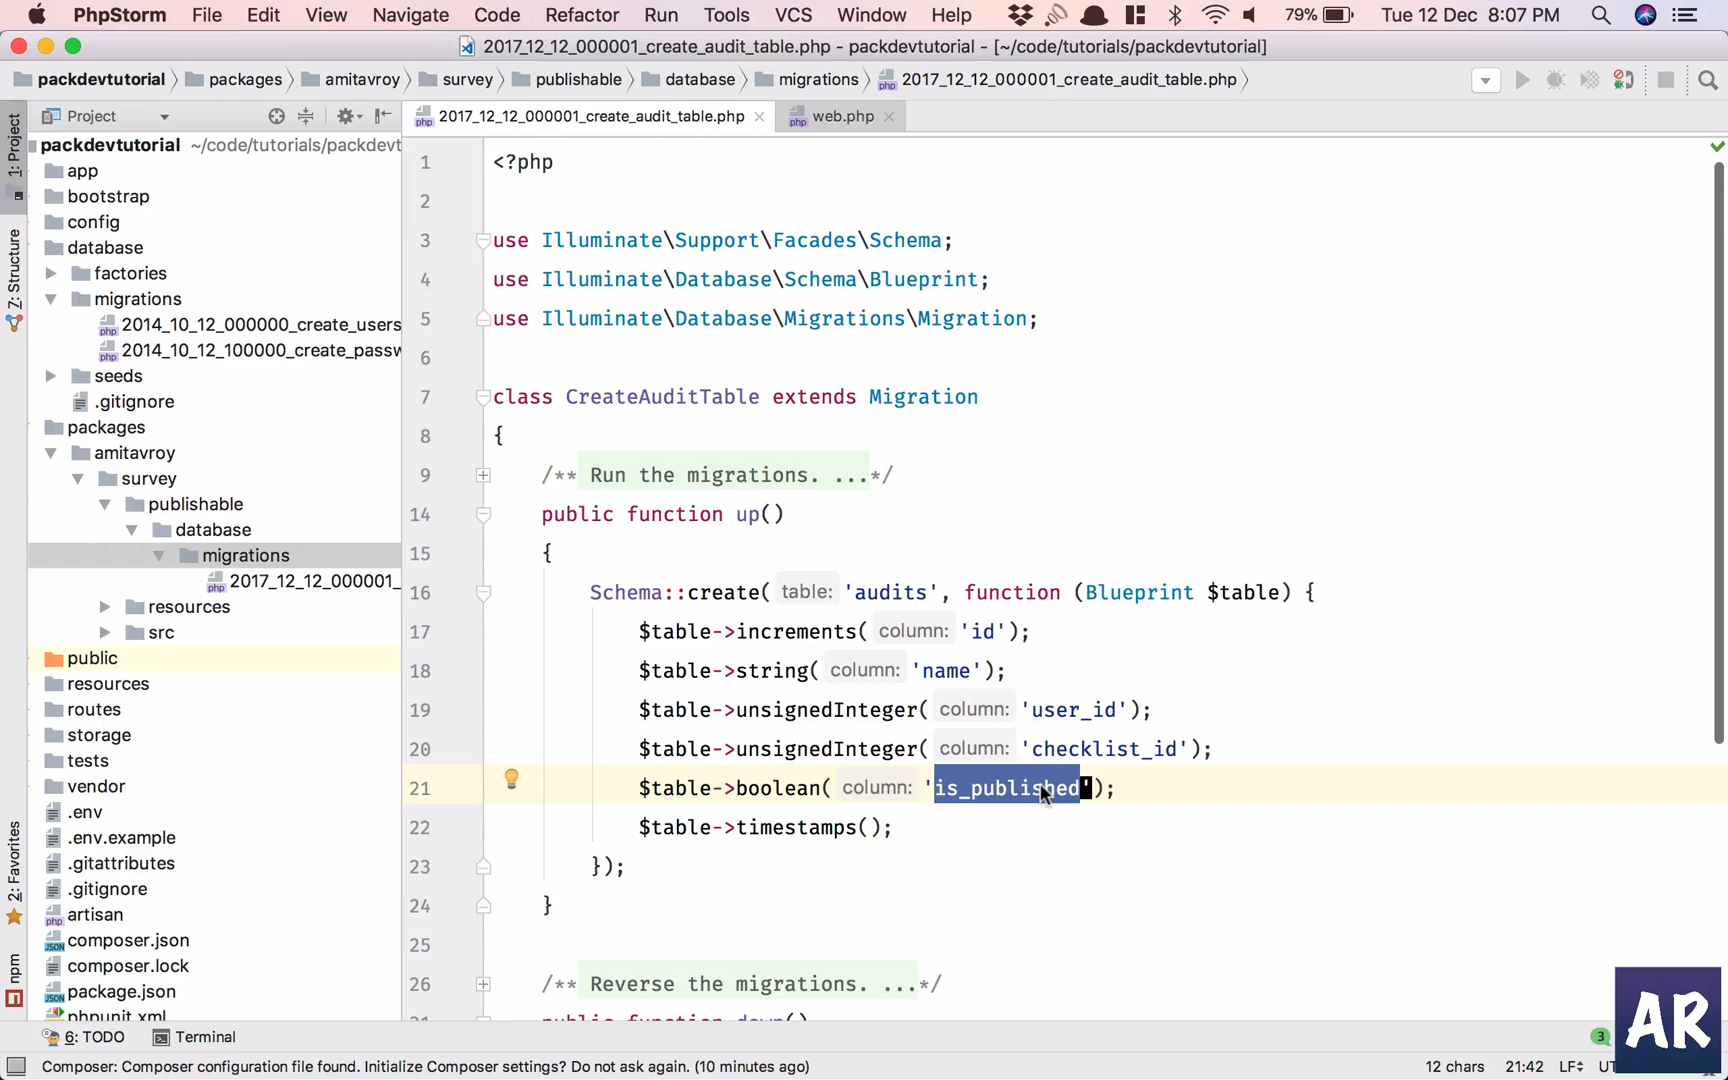 PhpStorm File Edit View Navigate Code Refactor Run Tools VCS Window Help 79% Tue 12 Dec 8:07 PM
2017_12_12_000001_create_audit_table.php - packdevtutorial - [~/code/tutorials/packdevtutorial]
packdevtutorial packages amitavroy survey publishable database migrations 2017_12_12_000001_create_audit_table.php
1: Project
7: Structure
2: Favorites
npm
Project
packdevtutorial ~/code/tutorials/packdevt
app
bootstrap
config
database
factories
migrations
2014_10_12_000000_create_users
2014_10_12_100000_create_passw
seeds
.gitignore
packages
amitavroy
survey
publishable
database
migrations
2017_12_12_000001_
resources
src
public
resources
routes
storage
tests
vendor
.env
.env.example
.gitattributes
.gitignore
artisan
composer.json
composer.lock
package.json
phpunit.xml
2017_12_12_000001_create_audit_table.php web.php
1 <?php
2
3 use Illuminate\Support\Facades\Schema;
4 use Illuminate\Database\Schema\Blueprint;
5 use Illuminate\Database\Migrations\Migration;
6
7 class CreateAuditTable extends Migration
8 {
9 /** Run the migrations. ...*/
14 public function up()
15 {
16 Schema::create( table: 'audits', function (Blueprint $table) {
17 $table->increments( column: 'id');
18 $table->string( column: 'name');
19 $table->unsignedInteger( column: 'user_id');
20 $table->unsignedInteger( column: 'checklist_id');
21 $table->boolean( column: 'is_published');
22 $table->timestamps();
23 });
24 }
25
26 /** Reverse the migrations. ...*/
public function down()
6: TODO Terminal 3
Composer: Composer configuration file found. Initialize Composer settings? Do not ask again. (10 minutes ago) 12 chars 21:42 LF
AR